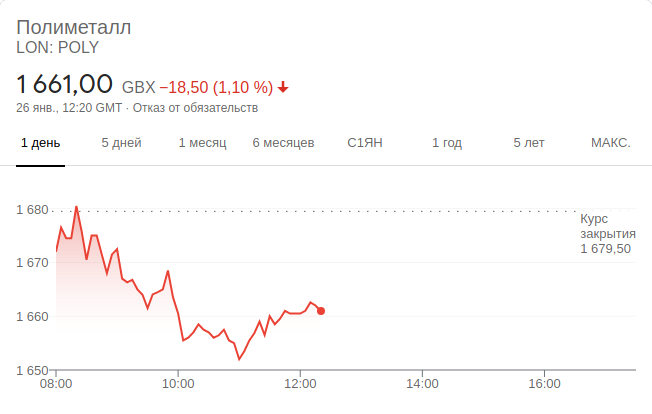 Полиметалл
LON: POLY
1 661,00 GBX −18,50 (1,10 %)
26 янв., 12:20 GMT · Отказ от обязательств
1 день 5 дней 1 месяц 6 месяцев С1ЯН 1 год 5 лет МАКС.
1 680
Курс
закрытия
1 679,50
1 670
1 660
1 650
08:00 10:00 12:00 14:00 16:00